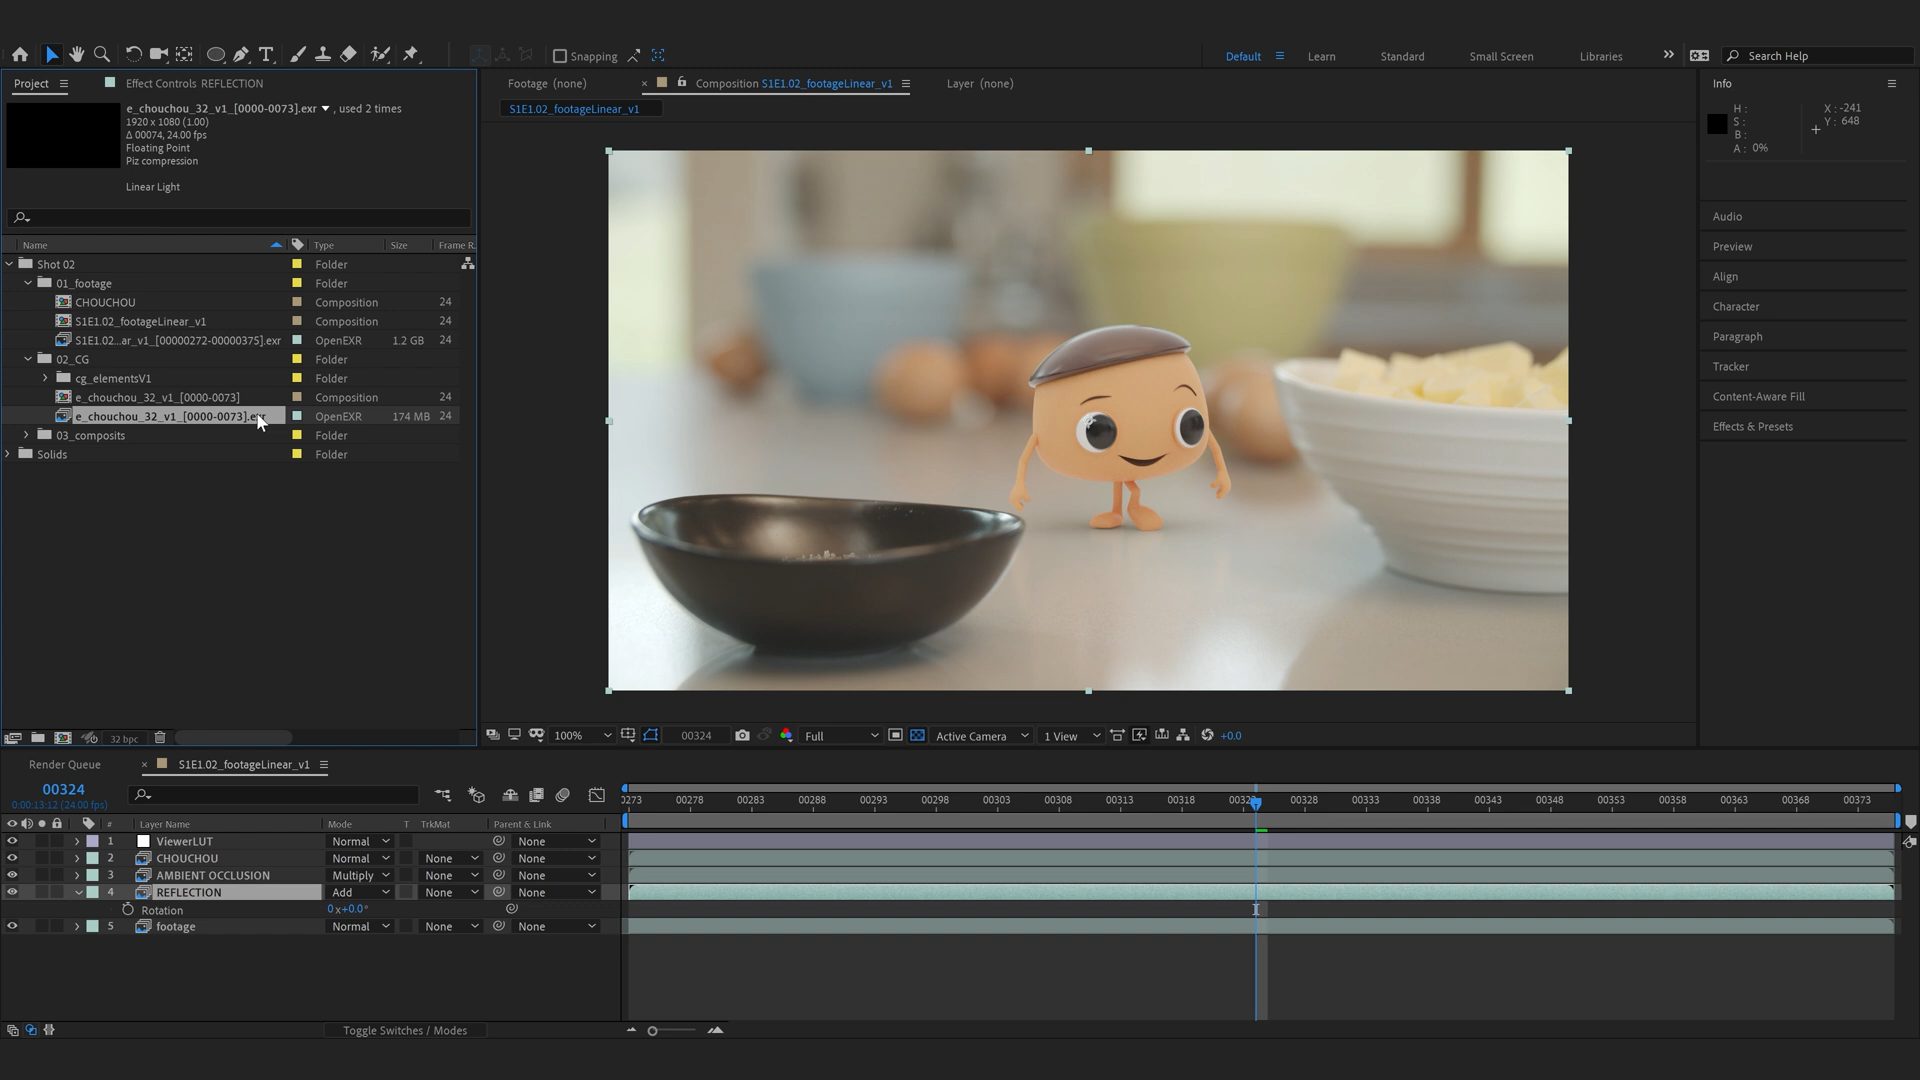 Snapping
Default
Learn
Standard
Small Screen
Libraries
Search Help
Project
Effect Controls REFLECTION
Footage (none)
Composition S1E1.02_footageLinear_v1
Layer (none)
Info
S1E1.02_footageLinear_v1
e_chouchou_32_v1_[0000-0073].exr ▼ , used 2 times
1920 x 1080 (1.00)
Δ 00074, 24.00 fps
Floating Point
Piz compression
Linear Light
H :
S :
B :
A : 0%
X : -241
Y : 648
Name Type Size Frame R...
Shot 02 Folder
01_footage Folder
CHOUCHOU Composition 24
S1E1.02_footageLinear_v1 Composition 24
S1E1.02...ar_v1_[00000272-00000375].exr OpenEXR 1.2 GB 24
02_CG Folder
cg_elementsV1 Folder
e_chouchou_32_v1_[0000-0073] Composition 24
e_chouchou_32_v1_[0000-0073].exr OpenEXR 174 MB 24
03_composits Folder
Solids Folder
Audio
Preview
Align
Character
Paragraph
Tracker
Content-Aware Fill
Effects & Presets
32 bpc
100%
00324
Full
Active Camera
1 View
+0.0
Render Queue
S1E1.02_footageLinear_v1
00324
0:00:13:12 (24.00 fps)
0273 00278 00283 00288 00293 00298 00303 00308 00313 00318 0032 00328 00333 00338 00343 00348 00353 00358 00363 00368 00373
# Layer Name Mode T TrkMat Parent & Link
1 ViewerLUT Normal None
2 CHOUCHOU Normal None None
3 AMBIENT OCCLUSION Multiply None None
4 REFLECTION Add None None
Rotation 0x+0.0°
5 footage Normal None None
Toggle Switches / Modes